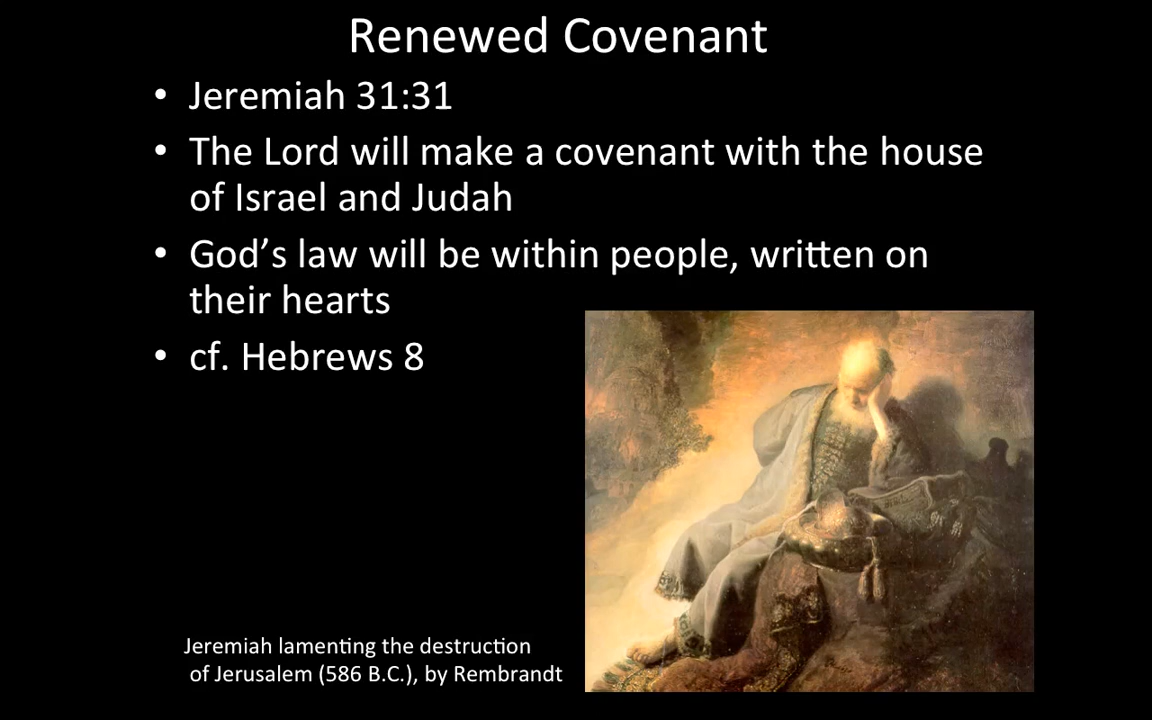 Renewed Covenant
• Jeremiah 31:31
• The Lord will make a covenant with the house
of Israel and Judah
• God’s law will be within people, written on
their hearts
• cf. Hebrews 8
Jeremiah lamenting the destruction
of Jerusalem (586 B.C.), by Rembrandt